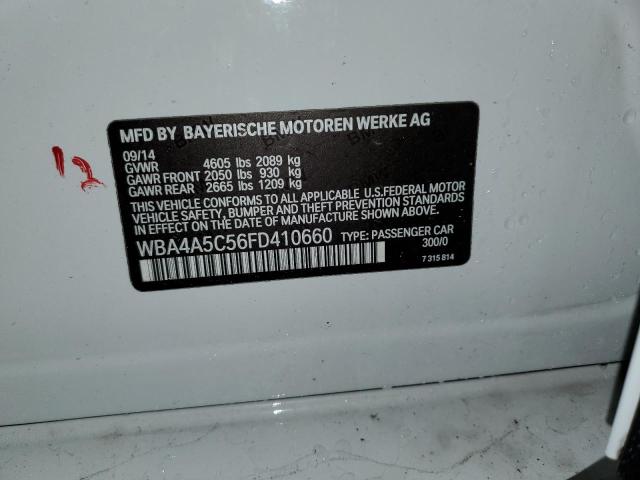 MFD BY BAYERISCHE MOTOREN WERKE AG
09/14
GVWR 4605 lbs 2089 kg
GAWR FRONT 2050 lbs 930 kg
GAWR REAR 2665 lbs 1209 kg
THIS VEHICLE CONFORMS TO ALL APPLICABLE U.S.FEDERAL MOTOR
VEHICLE SAFETY, BUMPER AND THEFT PREVENTION STANDARDS
IN EFFECT ON THE DATE OF MANUFACTURE SHOWN ABOVE.
WBA4A5C56FD410660 TYPE: PASSENGER CAR
300/0
7 315 814
12